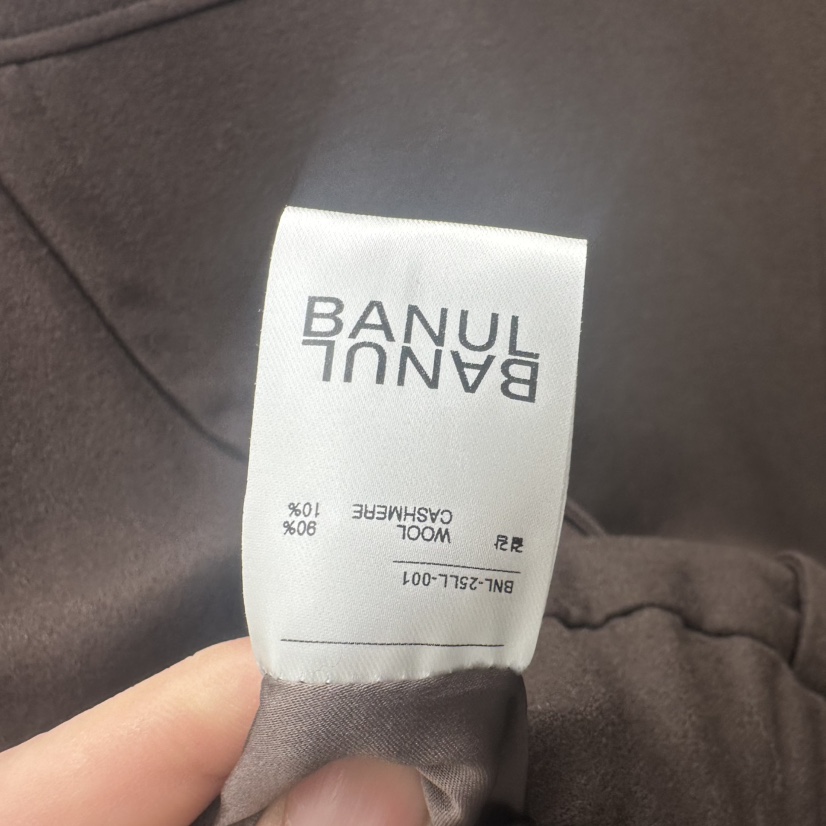 BNL-25LL-001
겉감 WOOL 90%
CASHMERE 10%
BANUL
BANUL